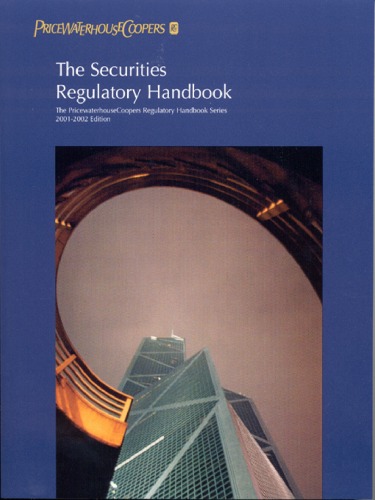 PRICEWATERHOUSECOOPERS
The Securities
Regulatory Handbook
The PricewaterhouseCoopers Regulatory Handbook Series
2001-2002 Edition